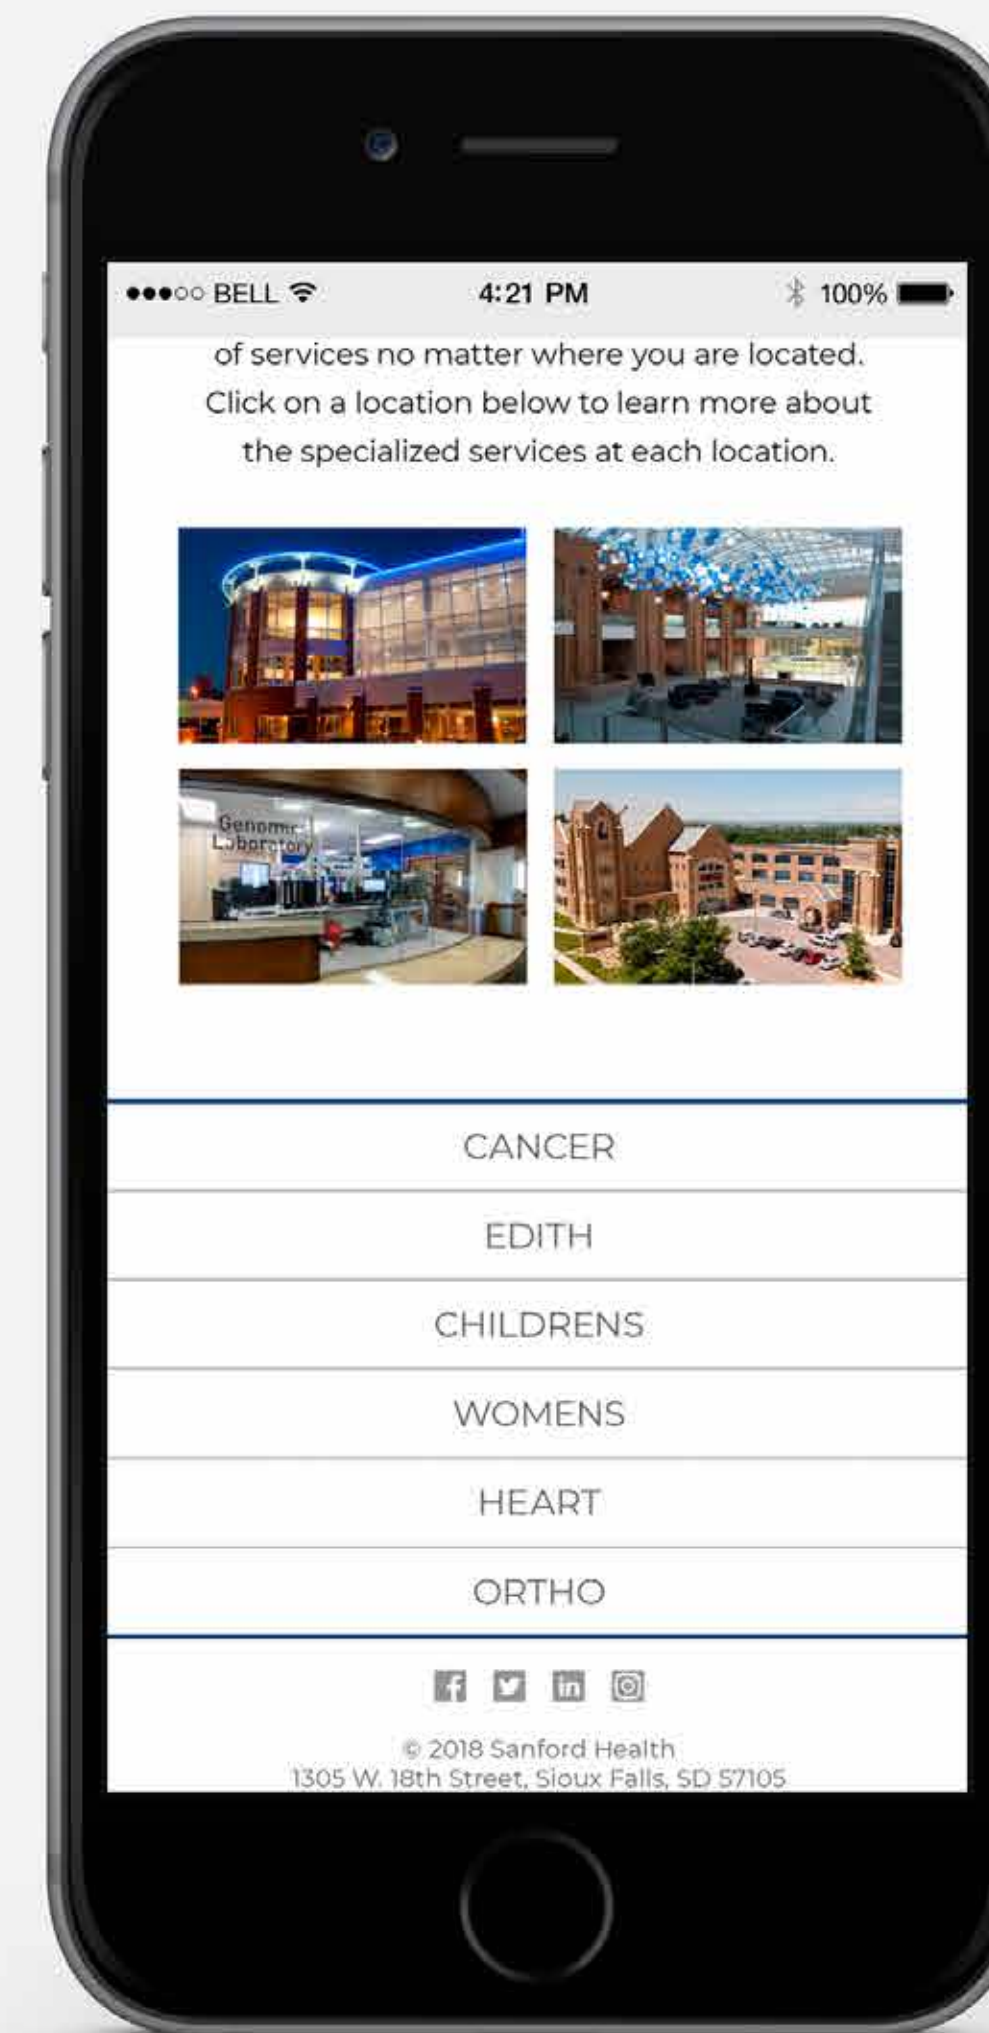 BELL 4:21 PM 100%
of services no matter where you are located.
Click on a location below to learn more about
the specialized services at each location.
Genomic
Laboratory
CANCER
EDITH
CHILDRENS
WOMENS
HEART
ORTHO
© 2018 Sanford Health
1305 W. 18th Street, Sioux Falls, SD 57105